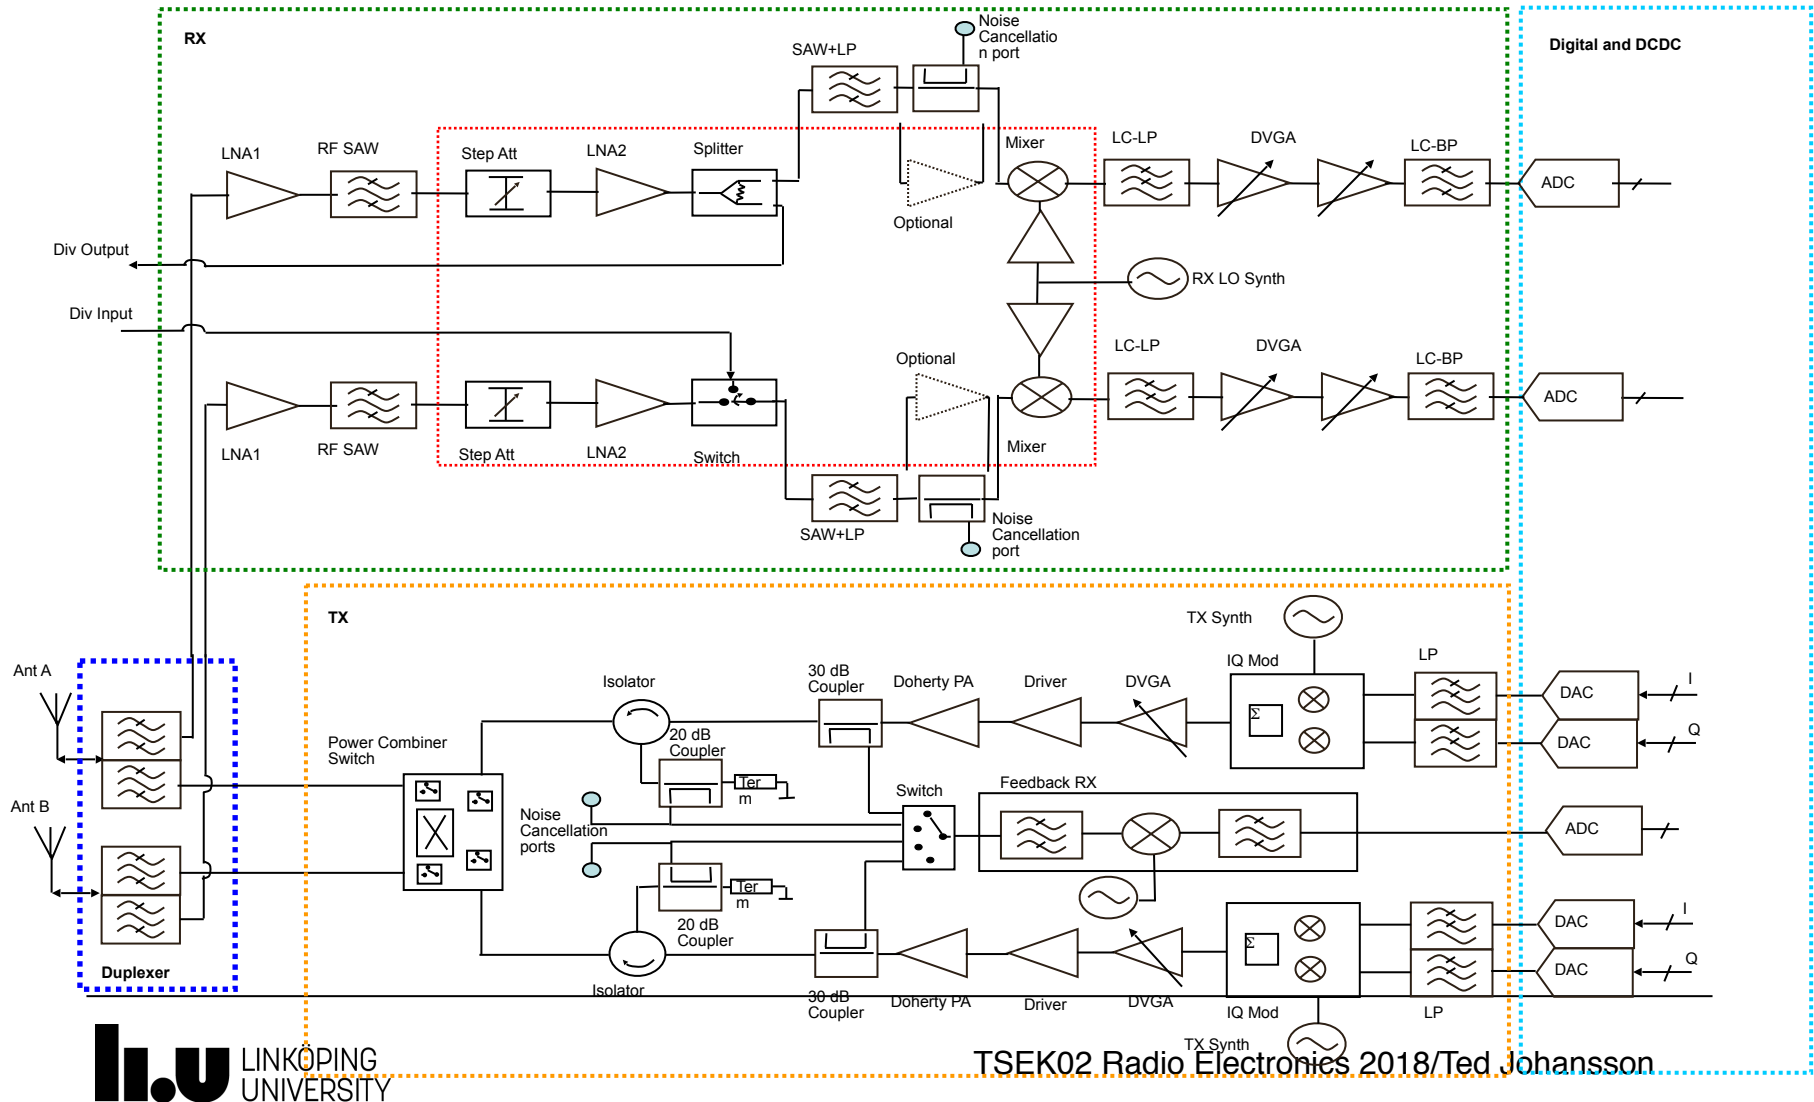 RX
Noise
Cancellatio
n port
SAW+LP
Digital and DCDC
LNA1
RF SAW
Step Att
LNA2
Splitter
Mixer
LC-LP
DVGA
LC-BP
ADC
Optional
Div Output
RX LO Synth
Div Input
Optional
LC-LP
DVGA
LC-BP
ADC
LNA1
RF SAW
Step Att
LNA2
Switch
Mixer
SAW+LP
Noise
Cancellation
port
TX
TX Synth
IQ Mod
LP
Ant A
Isolator
30 dB
Coupler
Doherty PA
Driver
DVGA
DAC
I
Σ
Power Combiner
Switch
20 dB
Coupler
DAC
Q
Ter
m
Feedback RX
Switch
Ant B
Noise
Cancellation
ports
ADC
Ter
m
20 dB
Coupler
Σ
DAC
I
DAC
Q
Duplexer
Isolator
30 dB
Coupler
Doherty PA
Driver
DVGA
IQ Mod
LP
TX Synth
li.u LINKÖPING
UNIVERSITY
TSEK02 Radio Electronics 2018/Ted Johansson